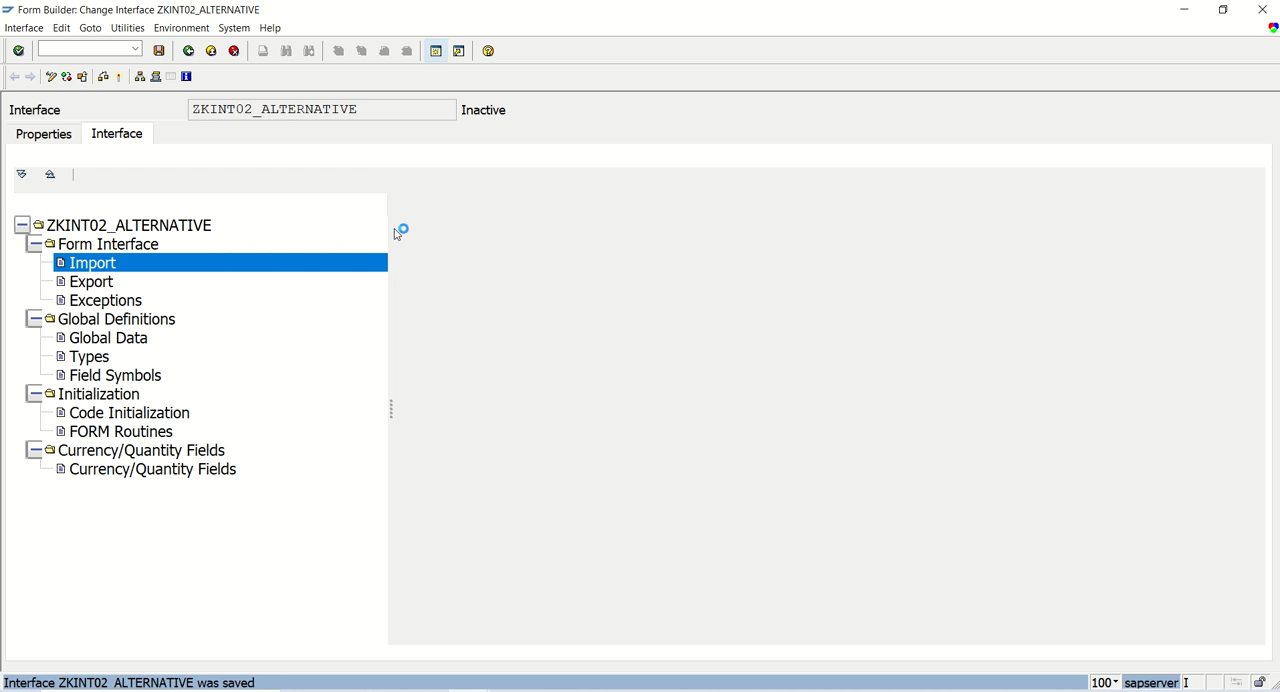 Form Builder: Change Interface ZKINT02_ALTERNATIVE
Interface Edit Goto Utilities Environment System Help
Interface ZKINT02_ALTERNATIVE Inactive
Properties Interface
ZKINT02_ALTERNATIVE
Form Interface
Import
Export
Exceptions
Global Definitions
Global Data
Types
Field Symbols
Initialization
Code Initialization
FORM Routines
Currency/Quantity Fields
Currency/Quantity Fields
Interface ZKINT02_ALTERNATIVE was saved 100 sapserver I